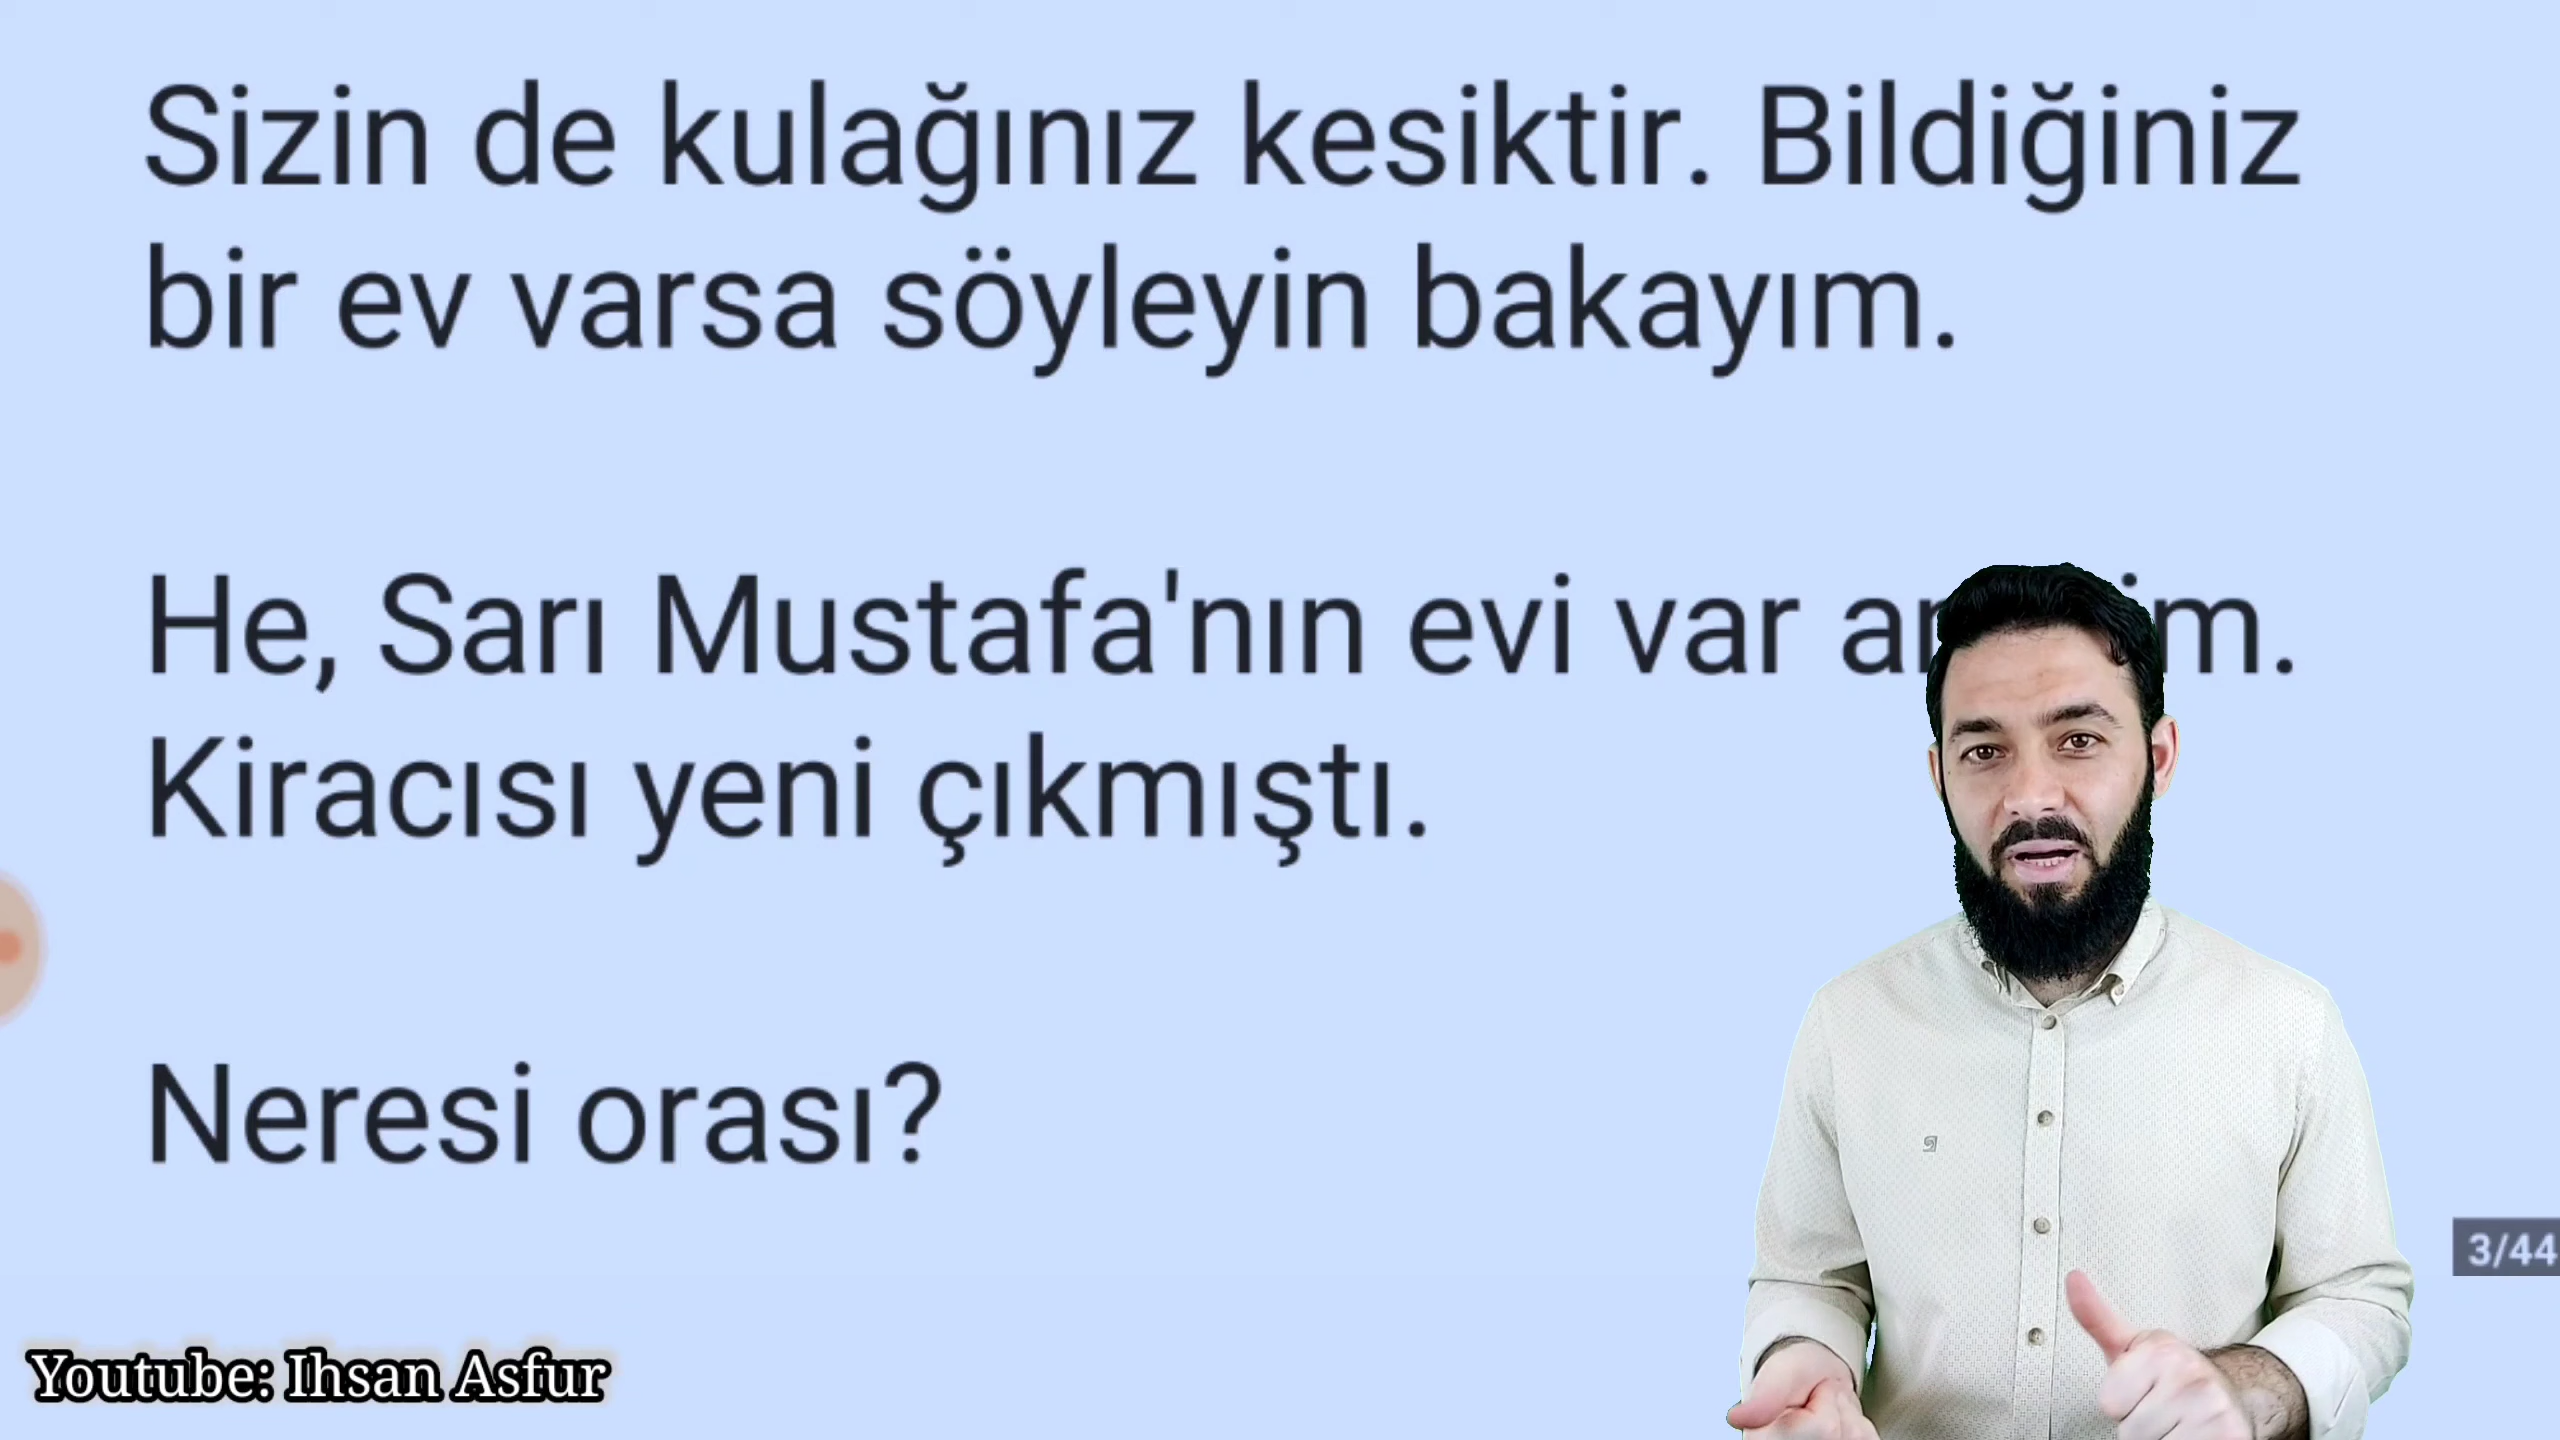 Sizin de kulağınız kesiktir. Bildiğiniz
bir ev varsa söyleyin bakayım.
He, Sarı Mustafa'nın evi var
Kiracısı yeni çıkmıştı.
Neresi orası?
3/44
Youtube: Ihsan Asfur